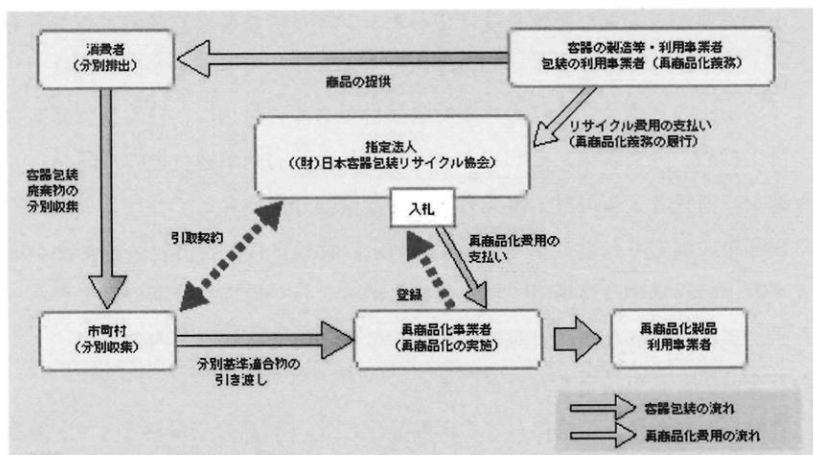 消費者
(分別排出)
容器の製造等・利用事業者
包装の利用事業者(再商品化義務)
商品の提供
リサイクル費用の支払い
(再商品化義務の履行)
指定法人
((財)日本容器包装リサイクル協会)
容器包装
廃棄物の
分別収集
入札
引取契約
再商品化費用の
支払い
登録
市町村
(分別収集)
再商品化事業者
(再商品化の実施)
再商品化製品
利用事業者
分別基準適合物の
引き渡し
容器包装の流れ
再商品化費用の流れ